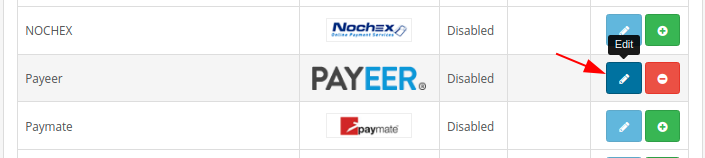 NOCHEX NOCHEX Online Payment Services Disabled
Edit
Payeer PAYEER® Disabled
Paymate paymate Disabled